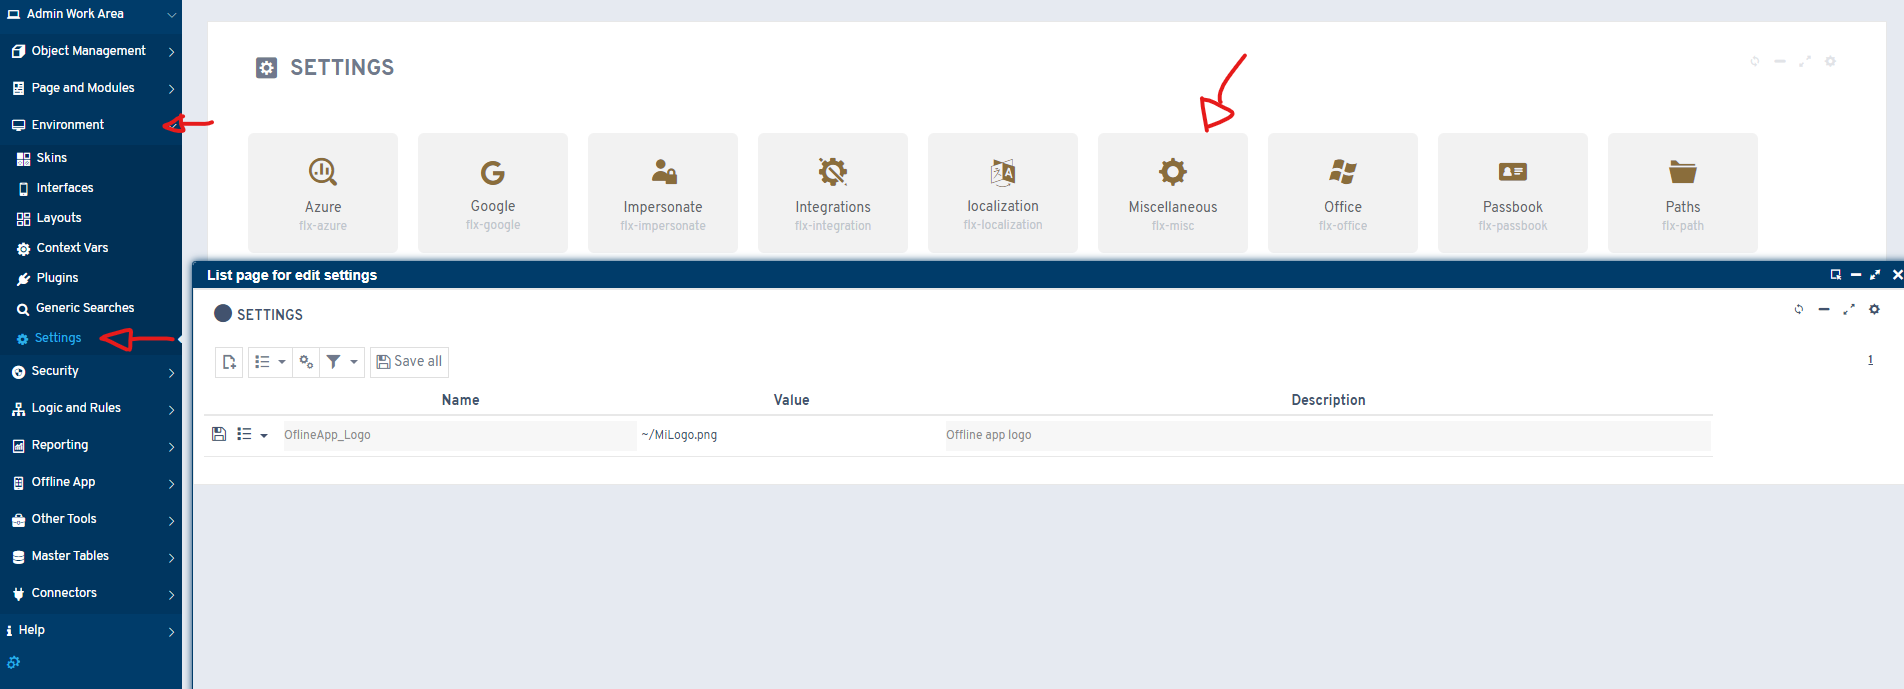 Admin Work Area
Object Management
Page and Modules
Environment
Skins
Interfaces
Layouts
Context Vars
Plugins
Generic Searches
Settings
Security
Logic and Rules
Reporting
Offline App
Other Tools
Master Tables
Connectors
Help
SETTINGS
Azure
flx-azure
Google
flx-google
Impersonate
flx-impersonate
Integrations
flx-integration
localization
flx-localization
Miscellaneous
flx-misc
Office
flx-office
Passbook
flx-passbook
Paths
flx-path
List page for edit settings
SETTINGS
Save all
1
Name Value Description
OflineApp_Logo ~/MiLogo.png Offline app logo